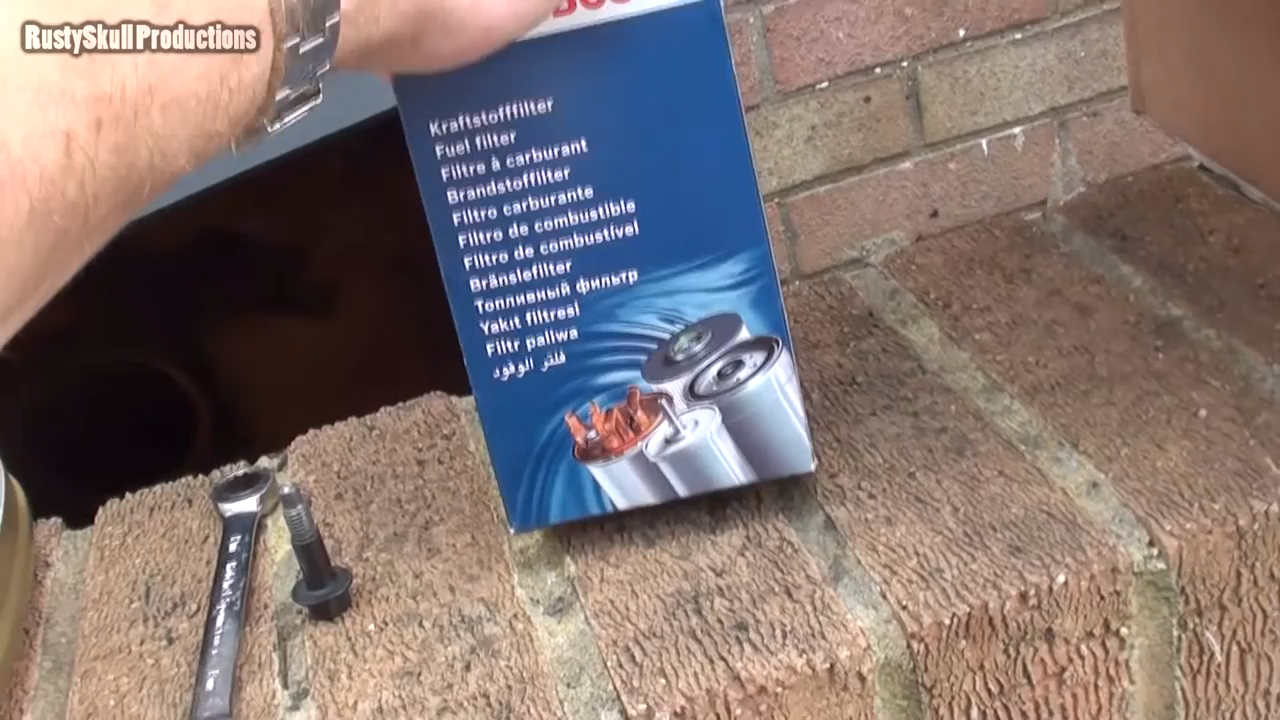 RustySkull Productions
Kraftstofffilter
Fuel filter
Filtre à carburant
Brandstoffilter
Filtro carburante
Filtro de combustible
Filtro de combustível
Bränslefilter
Топливный фильтр
Yakıt filtresi
Filtr paliwa
فلتر الوقود